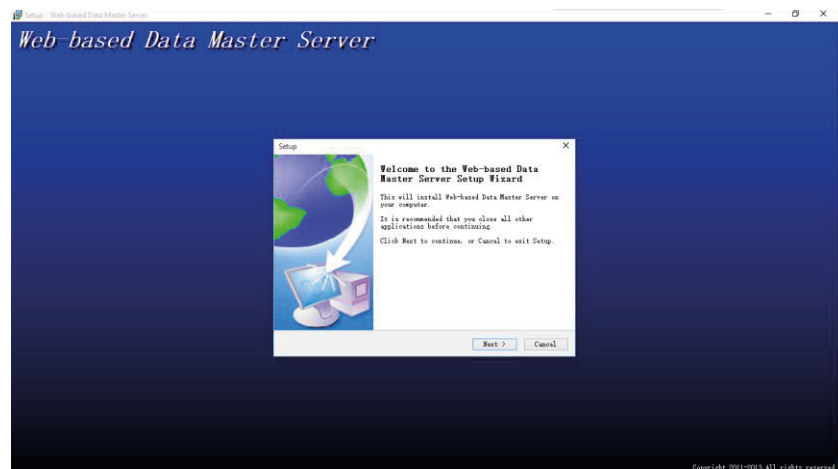 Setup - Web-based Data Master Server
Web-based Data Master Server
Setup
Welcome to the Web-based Data
Master Server Setup Wizard
This will install Web-based Data Master Server on
your computer.
It is recommended that you close all other
applications before continuing.
Click Next to continue, or Cancel to exit Setup.
Next >
Cancel
Copyright 2011-2013 All rights reserved